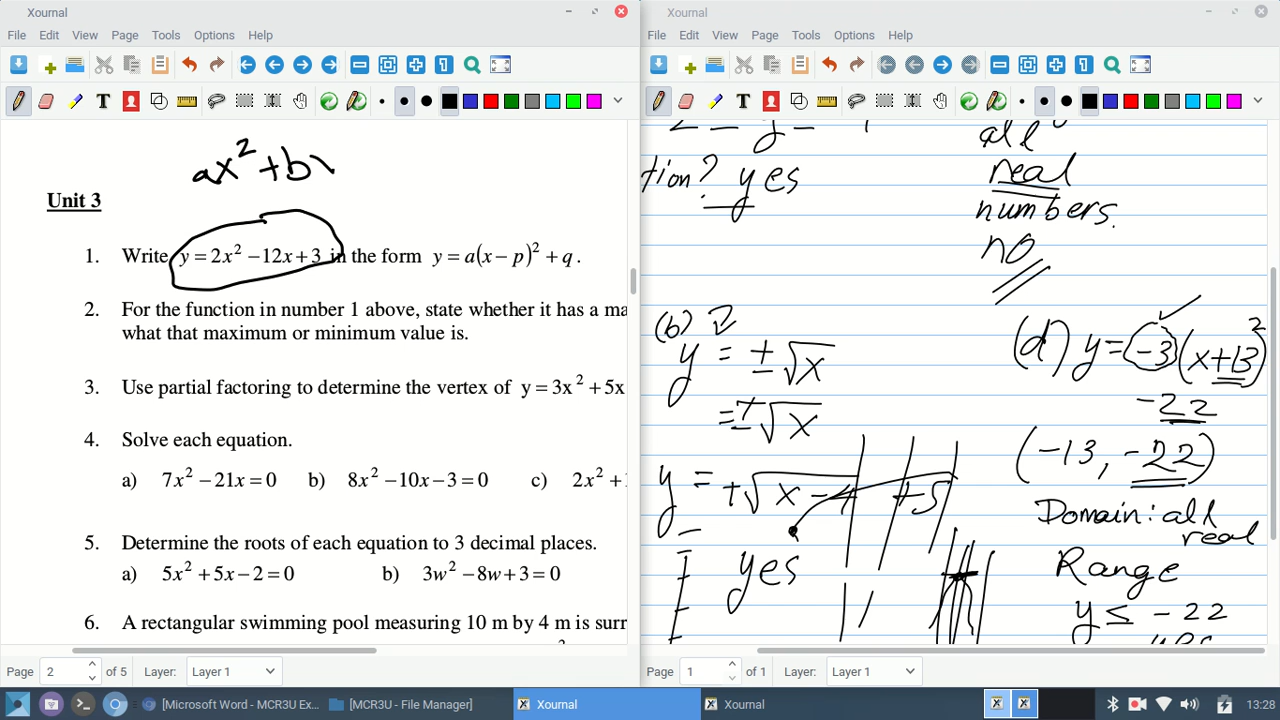 Xournal
File Edit View Page Tools Options Help
ax² + bx
Unit 3
1. Write y = 2x² − 12x + 3 in the form y = a(x − p)² + q.
2. For the function in number 1 above, state whether it has a ma
what that maximum or minimum value is.
3. Use partial factoring to determine the vertex of y = 3x² + 5x
4. Solve each equation.
a) 7x² − 21x = 0 b) 8x² − 10x − 3 = 0 c) 2x² +
5. Determine the roots of each equation to 3 decimal places.
a) 5x² + 5x − 2 = 0 b) 3w² − 8w + 3 = 0
6. A rectangular swimming pool measuring 10 m by 4 m is surr
Page 2 of 5 Layer: Layer 1
Xournal
File Edit View Page Tools Options Help
tion? yes
all
real
numbers.
no
(b)
y = ± √x
= ± √x
y = + √x − 4 + 5
yes
(d) y = −3(x+13)²
−22
(−13, −22)
Domain: all
real
Range
y ≤ −22
yes
Page 1 of 1 Layer: Layer 1
[Microsoft Word - MCR3U Ex... [MCR3U - File Manager] Xournal Xournal 13:28